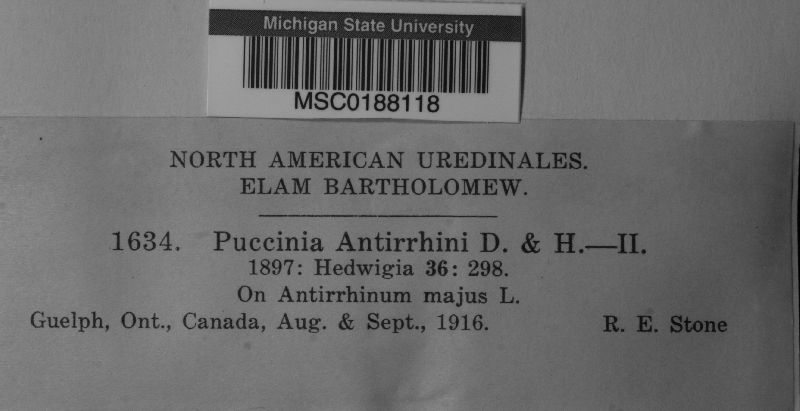 Michigan State University
MSC0188118
NORTH AMERICAN UREDINALES.
ELAM BARTHOLOMEW.
1634. Puccinia Antirrhini D. & H.—II.
1897: Hedwigia 36: 298.
On Antirrhinum majus L.
Guelph, Ont., Canada, Aug. & Sept., 1916. R. E. Stone